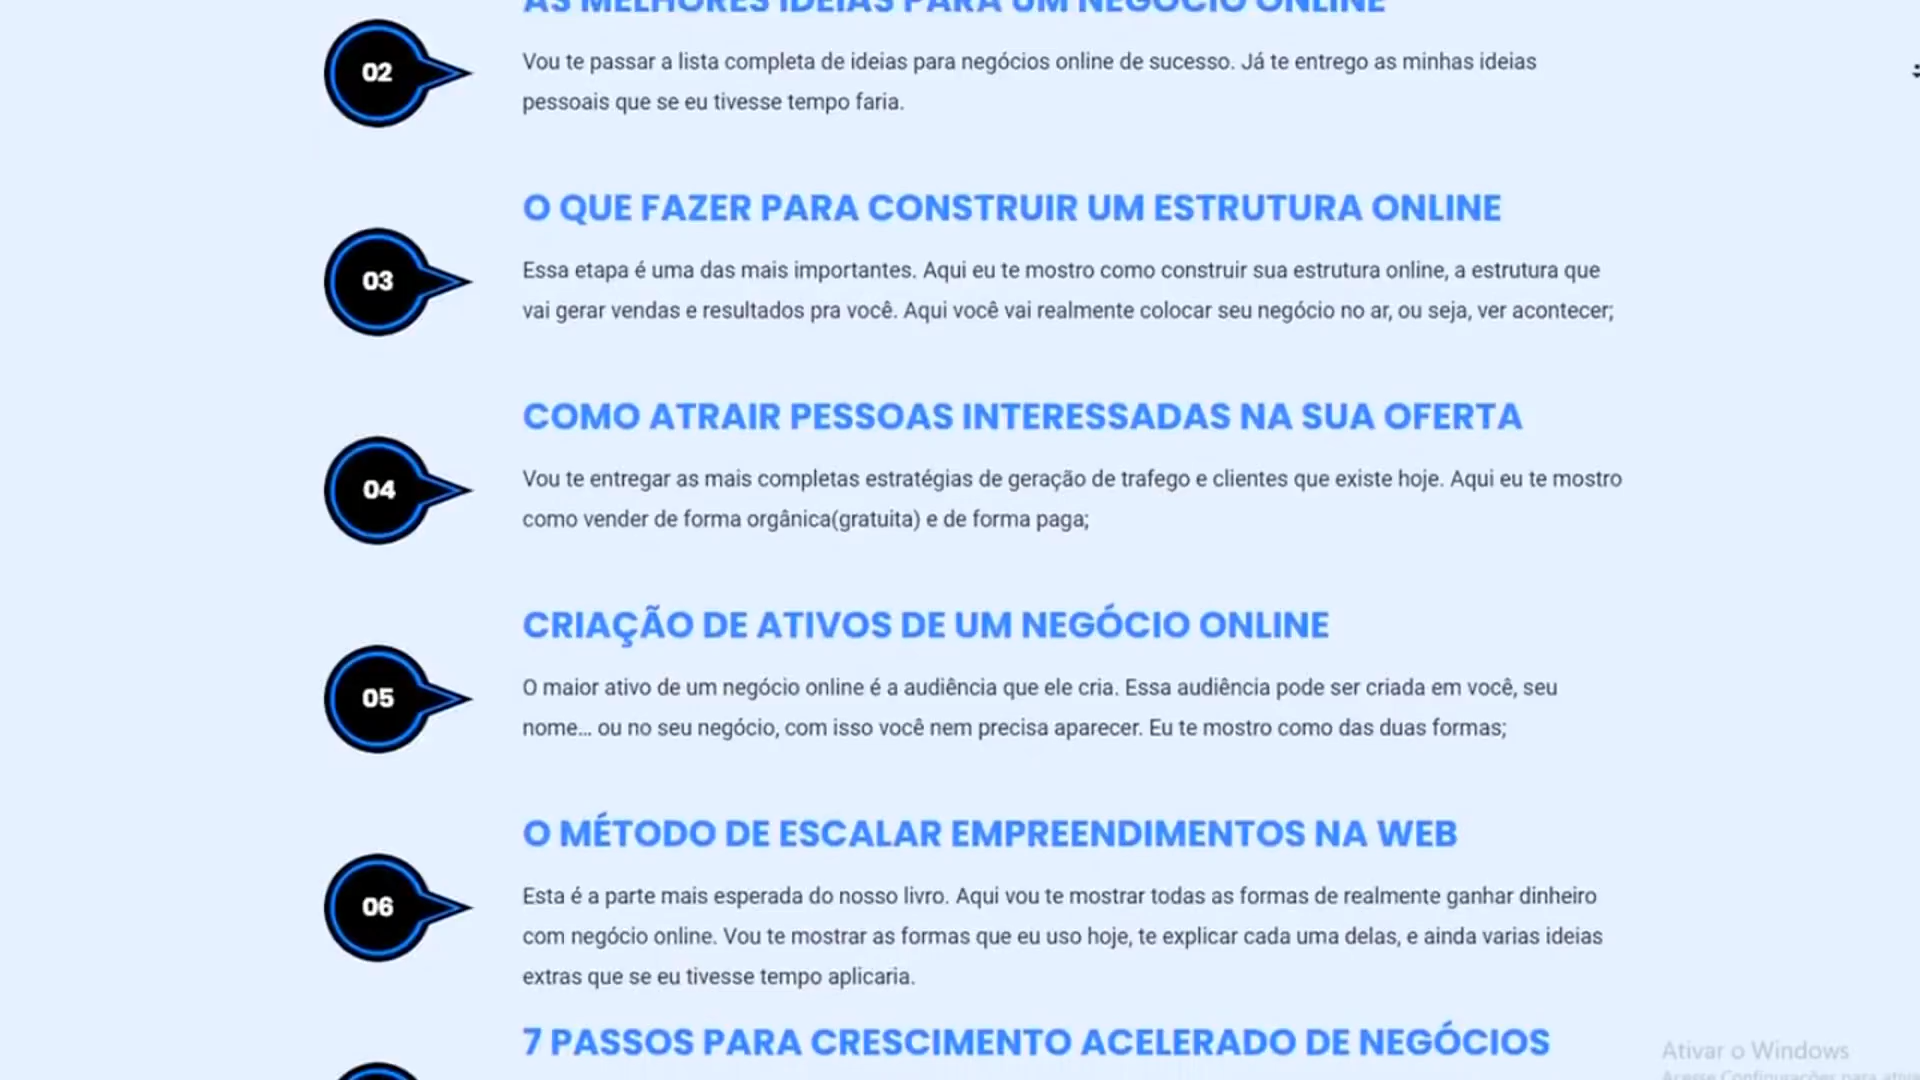 AS MELHORES IDEIAS PARA UM NEGÓCIO ONLINE
02
Vou te passar a lista completa de ideias para negócios online de sucesso. Já te entrego as minhas ideias
pessoais que se eu tivesse tempo faria.
O QUE FAZER PARA CONSTRUIR UM ESTRUTURA ONLINE
03
Essa etapa é uma das mais importantes. Aqui eu te mostro como construir sua estrutura online, a estrutura que
vai gerar vendas e resultados pra você. Aqui você vai realmente colocar seu negócio no ar, ou seja, ver acontecer;
COMO ATRAIR PESSOAS INTERESSADAS NA SUA OFERTA
04
Vou te entregar as mais completas estratégias de geração de trafego e clientes que existe hoje. Aqui eu te mostro
como vender de forma orgânica(gratuita) e de forma paga;
CRIAÇÃO DE ATIVOS DE UM NEGÓCIO ONLINE
05
O maior ativo de um negócio online é a audiência que ele cria. Essa audiência pode ser criada em você, seu
nome... ou no seu negócio, com isso você nem precisa aparecer. Eu te mostro como das duas formas;
O MÉTODO DE ESCALAR EMPREENDIMENTOS NA WEB
06
Esta é a parte mais esperada do nosso livro. Aqui vou te mostrar todas as formas de realmente ganhar dinheiro
com negócio online. Vou te mostrar as formas que eu uso hoje, te explicar cada uma delas, e ainda varias ideias
extras que se eu tivesse tempo aplicaria.
7 PASSOS PARA CRESCIMENTO ACELERADO DE NEGÓCIOS
Ativar o Windows
Acesse Configurações para ativa